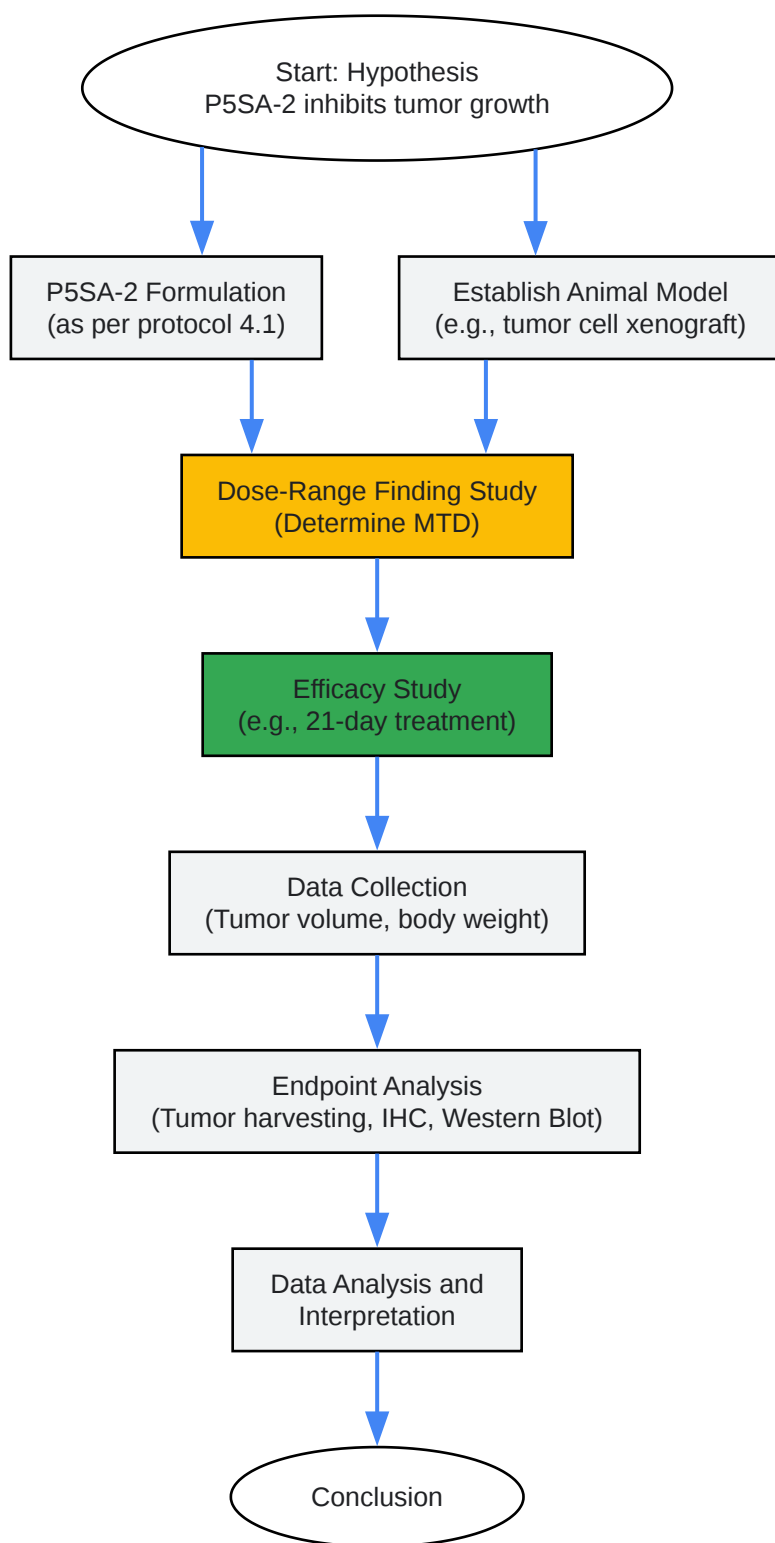 Start: Hypothesis
P5SA-2 inhibits tumor growth
P5SA-2 Formulation
(as per protocol 4.1)
Establish Animal Model
(e.g., tumor cell xenograft)
Dose-Range Finding Study
(Determine MTD)
Efficacy Study
(e.g., 21-day treatment)
Data Collection
(Tumor volume, body weight)
Endpoint Analysis
(Tumor harvesting, IHC, Western Blot)
Data Analysis and
Interpretation
Conclusion